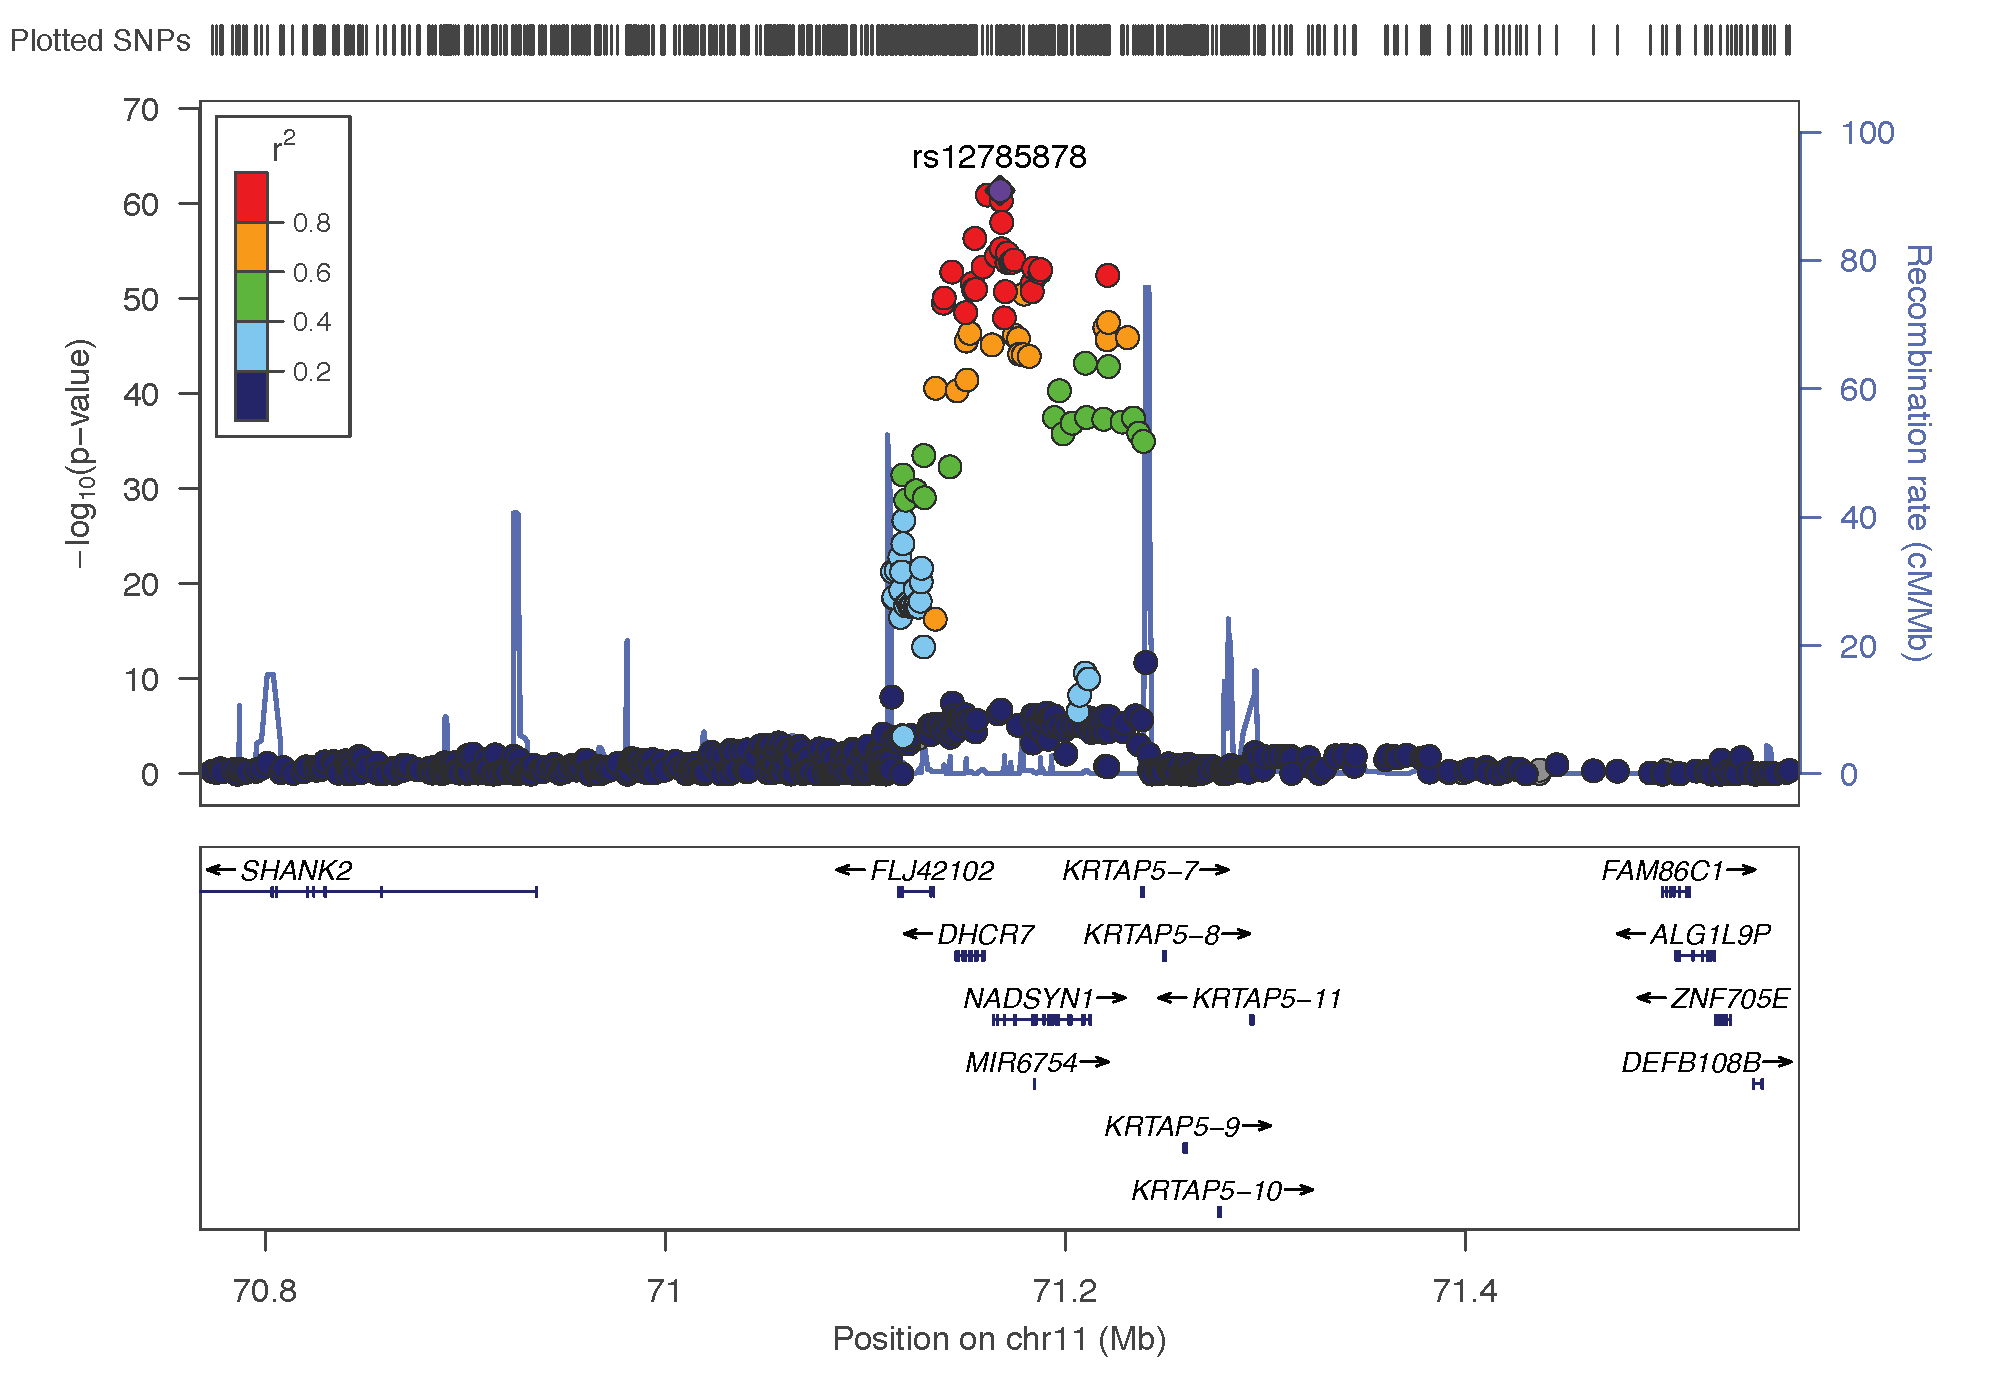 Plotted SNPs
70
60
50
40
30
20
10
0
−log10(p−value)
r2
0.8
0.6
0.4
0.2
rs12785878
100
80
60
40
20
0
Recombination rate (cM/Mb)
SHANK2 FLJ42102 KRTAP5−7 FAM86C1
DHCR7 KRTAP5−8 ALG1L9P
NADSYN1 KRTAP5−11 ZNF705E
MIR6754 DEFB108B
KRTAP5−9
KRTAP5−10
70.8 71 71.2 71.4
Position on chr11 (Mb)